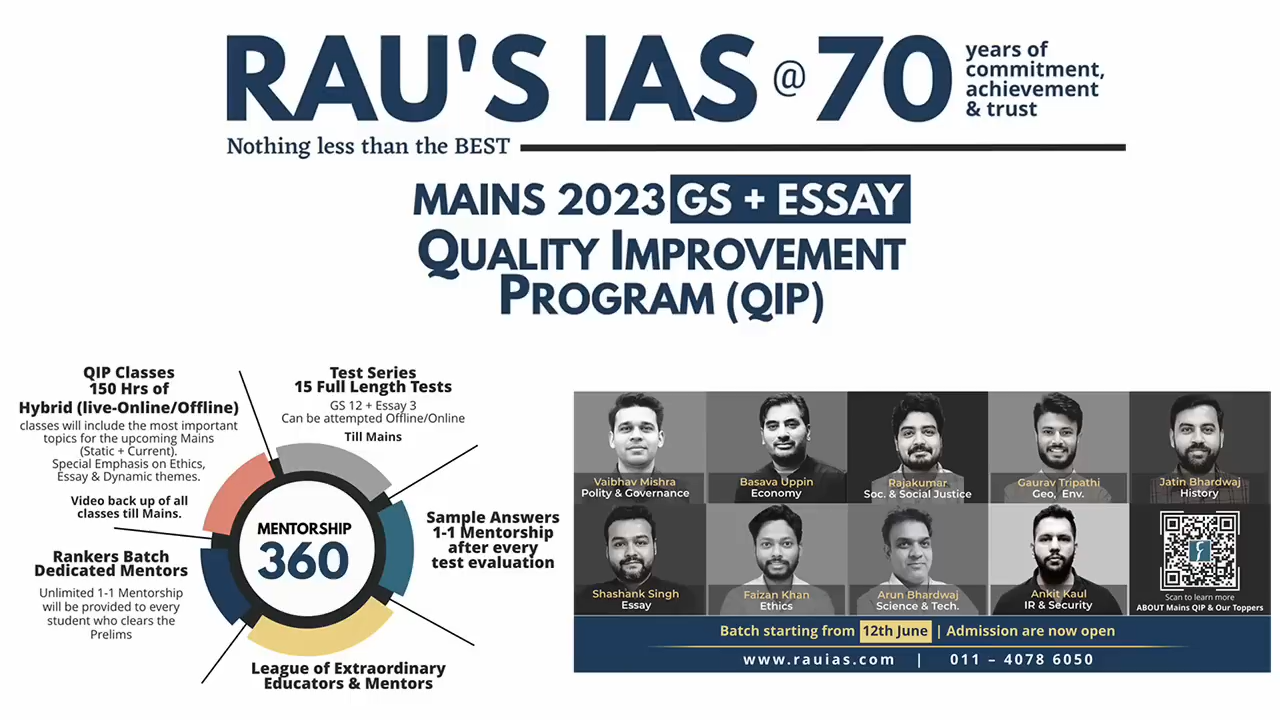 RAU'S IAS @ 70
years of
commitment,
achievement
& trust
Nothing less than the BEST
MAINS 2023 GS + ESSAY
QUALITY IMPROVEMENT
PROGRAM (QIP)
QIP Classes
150 Hrs of
Hybrid (live-Online/Offline)
classes will include the most important
topics for the upcoming Mains
(Static + Current).
Special Emphasis on Ethics,
Essay & Dynamic themes.
Video back up of all
classes till Mains.
Test Series
15 Full Length Tests
GS 12 + Essay 3
Can be attempted Offline/Online
Till Mains
Sample Answers
1-1 Mentorship
after every
test evaluation
MENTORSHIP
360
Rankers Batch
Dedicated Mentors
Unlimited 1-1 Mentorship
will be provided to every
student who clears the
Prelims
League of Extraordinary
Educators & Mentors
Vaibhav Mishra
Polity & Governance
Basava Uppin
Economy
Rajakumar
Soc. & Social Justice
Gaurav Tripathi
Geo, Env.
Jatin Bhardwaj
History
Shashank Singh
Essay
Faizan Khan
Ethics
Arun Bhardwaj
Science & Tech.
Ankit Kaul
IR & Security
Scan to learn more
ABOUT Mains QIP & Our Toppers
Batch starting from 12th June | Admission are now open
www.rauias.com | 011 – 4078 6050